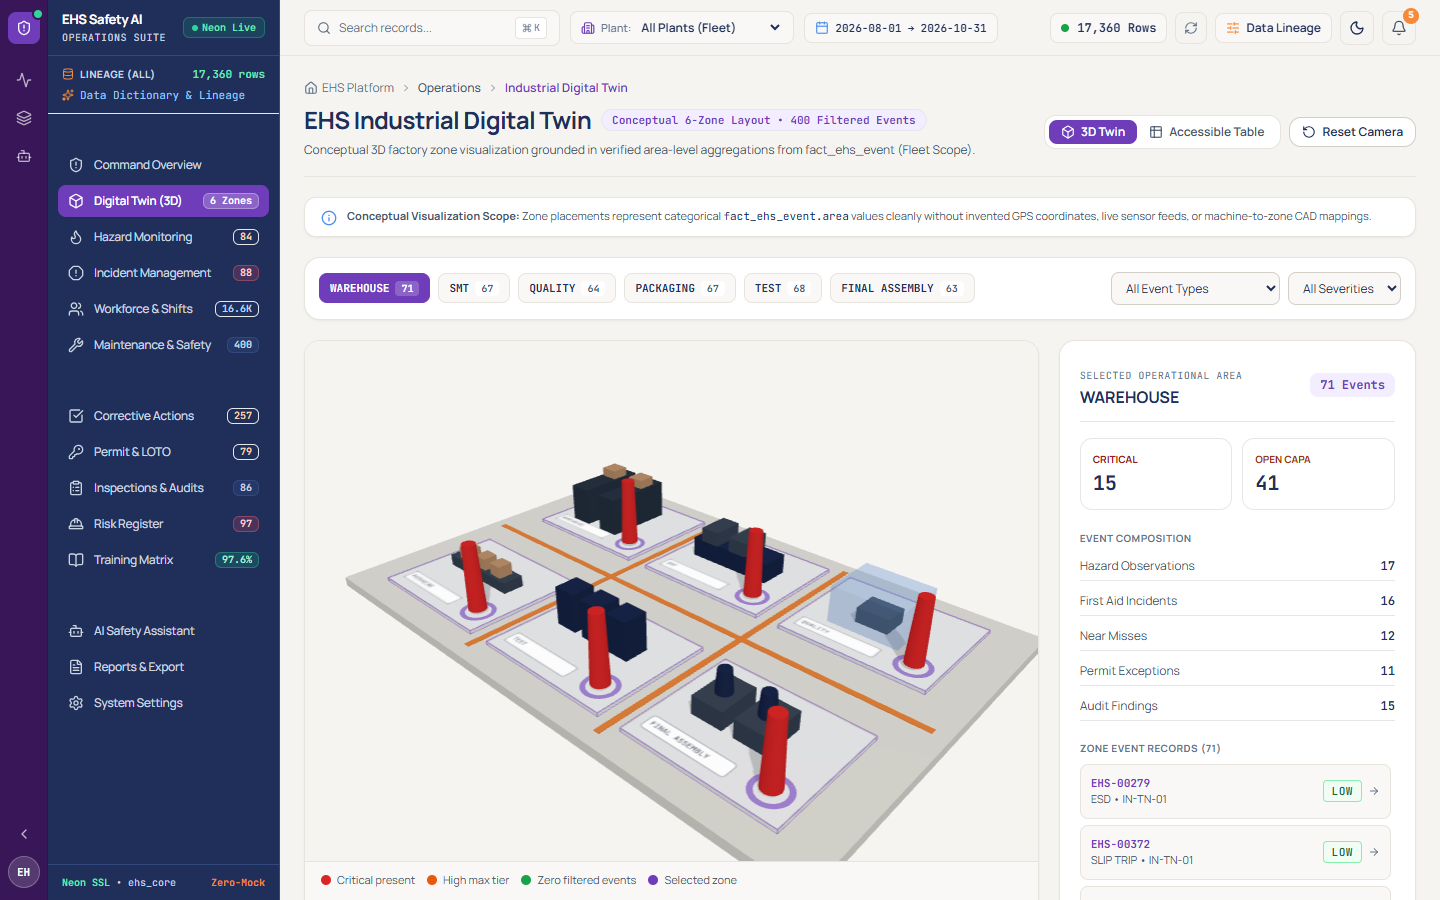 EHS Safety AI
OPERATIONS SUITE
Neon Live
LINEAGE (ALL)
17,360 rows
Data Dictionary & Lineage
Command Overview
Digital Twin (3D)
6 Zones
Hazard Monitoring
84
Incident Management
88
Workforce & Shifts
16.6K
Maintenance & Safety
400
Corrective Actions
257
Permit & LOTO
79
Inspections & Audits
86
Risk Register
97
Training Matrix
97.6%
AI Safety Assistant
Reports & Export
System Settings
EH
Neon SSL • ehs_core
Zero-Mock
Search records...
⌘ K
Plant:
All Plants (Fleet)
2026-08-01 → 2026-10-31
17,360 Rows
Data Lineage
5
EHS Platform > Operations > Industrial Digital Twin
EHS Industrial Digital Twin
Conceptual 6-Zone Layout • 400 Filtered Events
Conceptual 3D factory zone visualization grounded in verified area-level aggregations from fact_ehs_event (Fleet Scope).
3D Twin
Accessible Table
Reset Camera
Conceptual Visualization Scope: Zone placements represent categorical fact_ehs_event.area values cleanly without invented GPS coordinates, live sensor feeds, or machine-to-zone CAD mappings.
WAREHOUSE 71
SMT 67
QUALITY 64
PACKAGING 67
TEST 68
FINAL ASSEMBLY 63
All Event Types
All Severities
TEST
QUALITY
FINAL ASSEMBLY
Critical present
High max tier
Zero filtered events
Selected zone
SELECTED OPERATIONAL AREA
WAREHOUSE
71 Events
CRITICAL
15
OPEN CAPA
41
EVENT COMPOSITION
Hazard Observations 17
First Aid Incidents 16
Near Misses 12
Permit Exceptions 11
Audit Findings 15
ZONE EVENT RECORDS (71)
EHS-00279
ESD • IN-TN-01
LOW
EHS-00372
SLIP TRIP • IN-TN-01
LOW